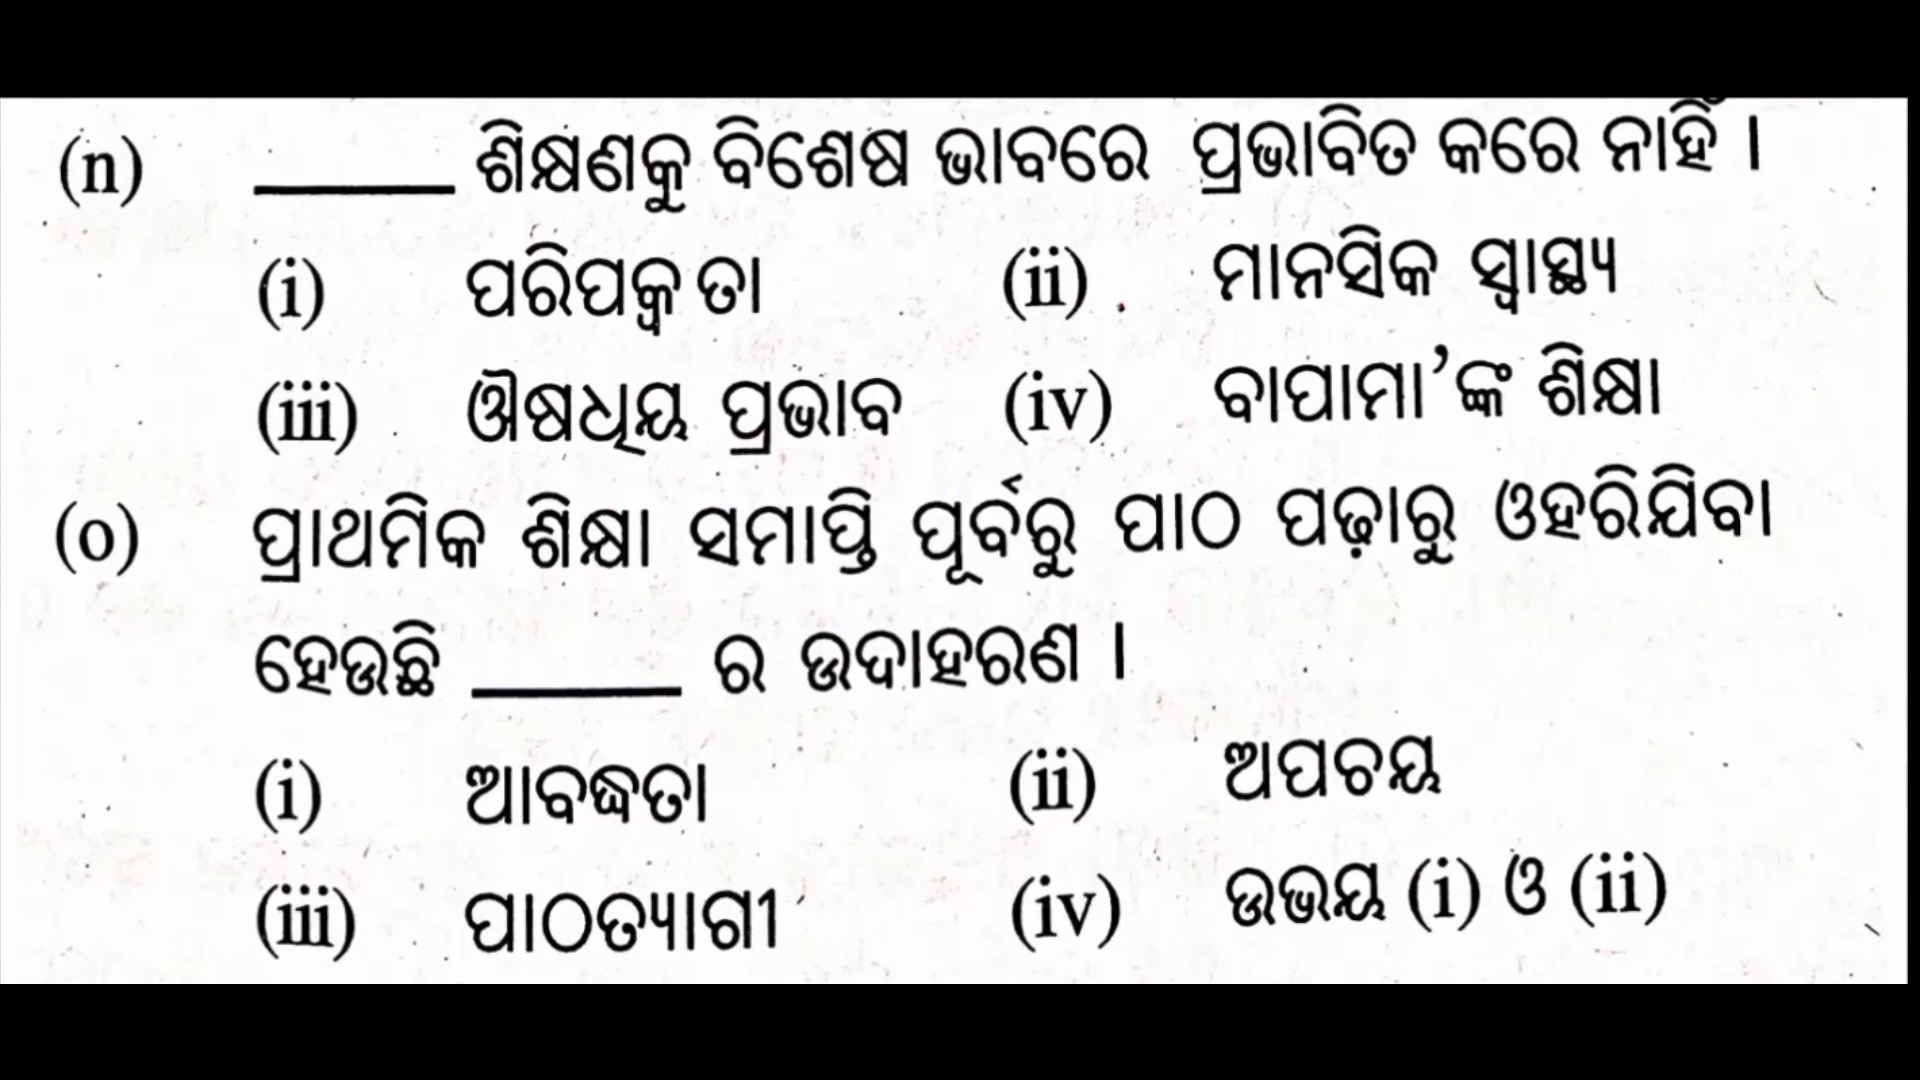 (n) ______ ଶିକ୍ଷଣକୁ ବିଶେଷ ଭାବରେ ପ୍ରଭାବିତ କରେ ନାହିଁ ।
(i) ପରିପକ୍ୱତା (ii) ମାନସିକ ସ୍ୱାସ୍ଥ୍ୟ
(iii) ଔଷଧିୟ ପ୍ରଭାବ (iv) ବାପାମା’ଙ୍କ ଶିକ୍ଷା
(o) ପ୍ରାଥମିକ ଶିକ୍ଷା ସମାପ୍ତି ପୂର୍ବରୁ ପାଠ ପଢ଼ାରୁ ଓହରିଯିବା
ହେଉଛି ______ ର ଉଦାହରଣ ।
(i) ଆବଦ୍ଧତା (ii) ଅପଚୟ
(iii) ପାଠତ୍ୟାଗୀ (iv) ଉଭୟ (i) ଓ (ii)